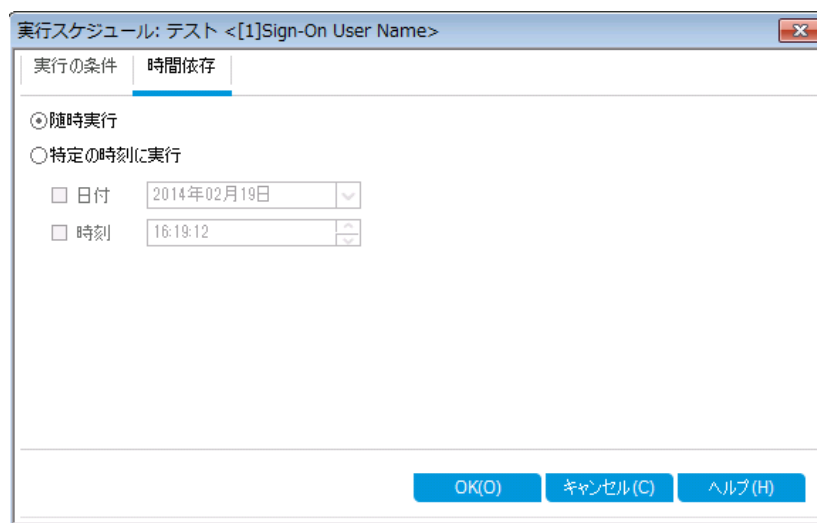 実行スケジュール: テスト <[1]Sign-On User Name>
実行の条件 時間依存
随時実行
特定の時刻に実行
日付 2014年02月19日
時刻 16:19:12
OK(O) キャンセル(C) ヘルプ(H)